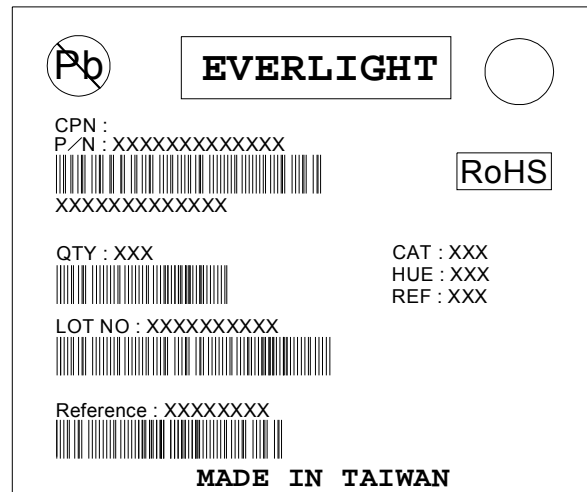 Pb
EVERLIGHT
CPN :
P/N : XXXXXXXXXXXXX
RoHS
XXXXXXXXXXXXX
QTY : XXX
CAT : XXX
HUE : XXX
REF : XXX
LOT NO : XXXXXXXXXX
Reference : XXXXXXXX
MADE IN TAIWAN